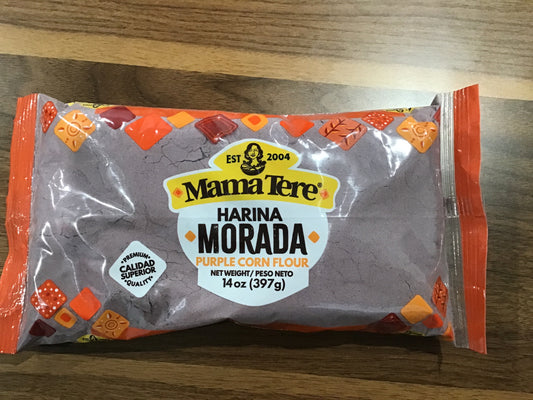 EST 2004
Mama Tere®
HARINA
MORADA
PURPLE CORN FLOUR
NET WEIGHT/ PESO NETO
14 oz (397g)
•PREMIUM•
CALIDAD
SUPERIOR
•QUALITY•